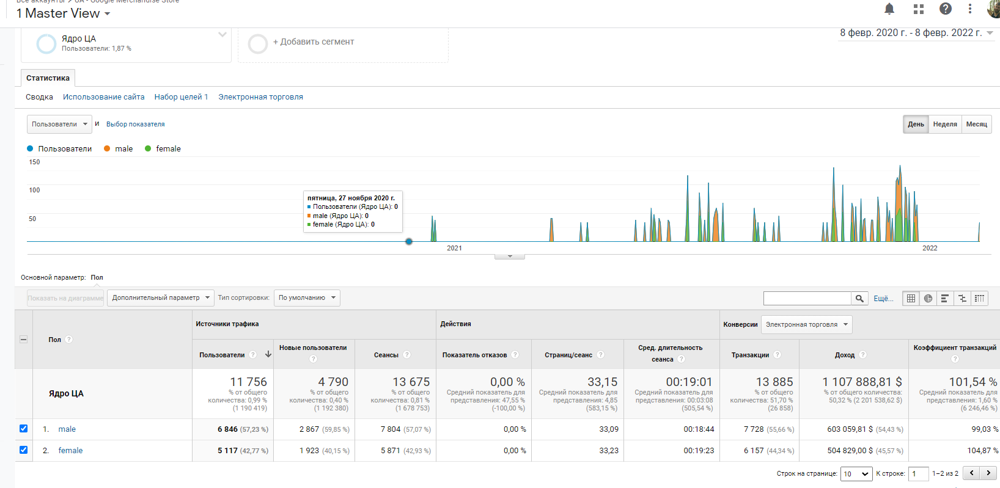 Все аккаунты > UA - Google Merchandise Store
1 Master View
Ядро ЦА
Пользователи: 1,87 %
+ Добавить сегмент
8 февр. 2020 г. - 8 февр. 2022 г.
Статистика
Сводка Использование сайта Набор целей 1 Электронная торговля
Пользователи и Выбор показателя
День Неделя Месяц
Пользователи male female
150
100
50
пятница, 27 ноября 2020 г.
Пользователи (Ядро ЦА): 0
male (Ядро ЦА): 0
female (Ядро ЦА): 0
2021 2022
Основной параметр: Пол
Показать на диаграмме Дополнительный параметр Тип сортировки: По умолчанию Ещё...
Источники трафика Действия Конверсии Электронная торговля
Пол ?
Пользователи ? Новые пользователи ? Сеансы ? Показатель отказов ? Страниц/сеанс ? Сред. длительность сеанса ? Транзакции ? Доход ? Коэффициент транзакций ?
Ядро ЦА
11 756 4 790 13 675 0,00 % 33,15 00:19:01 13 885 1 107 888,81 $ 101,54 %
% от общего % от общего % от общего Средний показатель для Средний показатель для Средний показатель для % от общего % от общего количества: Средний показатель для
количества: 0,99 % количества: 0,40 % количества: 0,81 % представления: 47,55 % представления: 4,85 представления: 00:03:08 количества: 51,70 % 50,32 % (2 201 538,62 $) представления: 1,60 %
(1 190 419) (1 192 380) (1 678 753) (-100,00 %) (583,15 %) (505,54 %) (26 858) (6 246,46 %)
1. male 6 846 (57,23 %) 2 867 (59,85 %) 7 804 (57,07 %) 0,00 % 33,09 00:18:44 7 728 (55,66 %) 603 059,81 $ (54,43 %) 99,03 %
2. female 5 117 (42,77 %) 1 923 (40,15 %) 5 871 (42,93 %) 0,00 % 33,23 00:19:23 6 157 (44,34 %) 504 829,00 $ (45,57 %) 104,87 %
Строк на странице: 10 К строке: 1 1–2 из 2